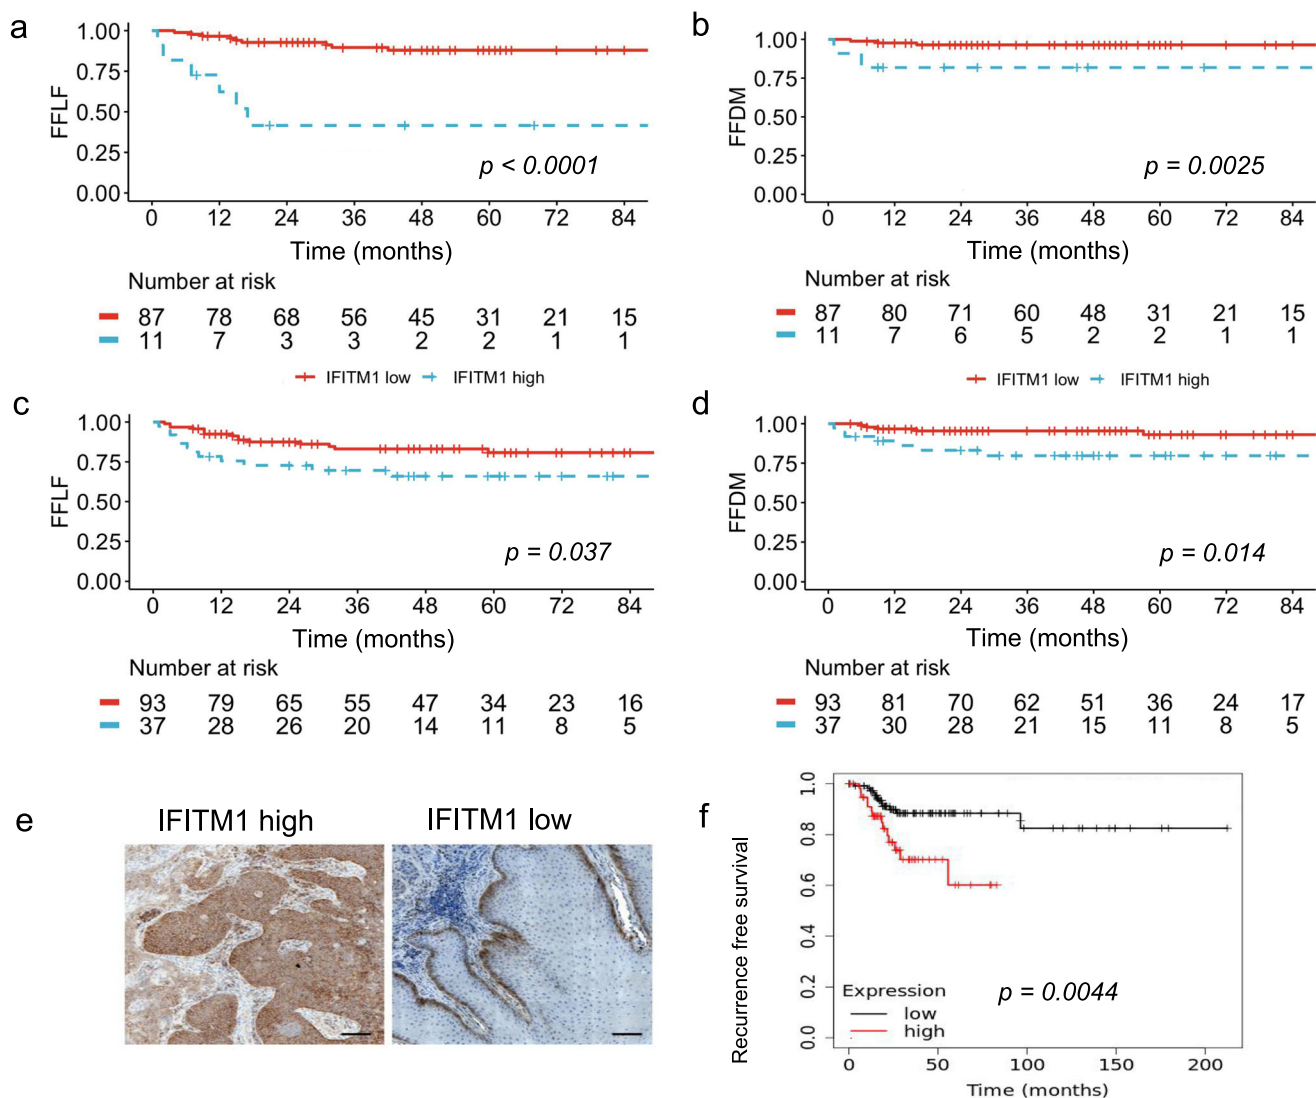 a
1.00
0.75
0.50
0.25
0.00
FFLF
p < 0.0001
0 12 24 36 48 60 72 84
Time (months)
Number at risk
87 78 68 56 45 31 21 15
11 7 3 3 2 2 1 1
IFITM1 low IFITM1 high
b
1.00
0.75
0.50
0.25
0.00
FFDM
p = 0.0025
0 12 24 36 48 60 72 84
Time (months)
Number at risk
87 80 71 60 48 31 21 15
11 7 6 5 2 2 1 1
IFITM1 low IFITM1 high
c
1.00
0.75
0.50
0.25
0.00
FFLF
p = 0.037
0 12 24 36 48 60 72 84
Time (months)
Number at risk
93 79 65 55 47 34 23 16
37 28 26 20 14 11 8 5
d
1.00
0.75
0.50
0.25
0.00
FFDM
p = 0.014
0 12 24 36 48 60 72 84
Time (months)
Number at risk
93 81 70 62 51 36 24 17
37 30 28 21 15 11 8 5
e
IFITM1 high
IFITM1 low
f
1.0
0.8
0.6
0.4
0.2
0.0
Recurrence free survival
Expression
low
high
p = 0.0044
0 50 100 150 200
Time (months)